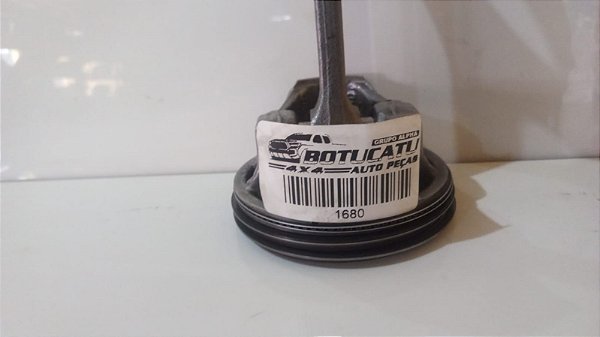 GRUPO ALPHA
BOTUCATU
4X4 AUTO PEÇAS
1680